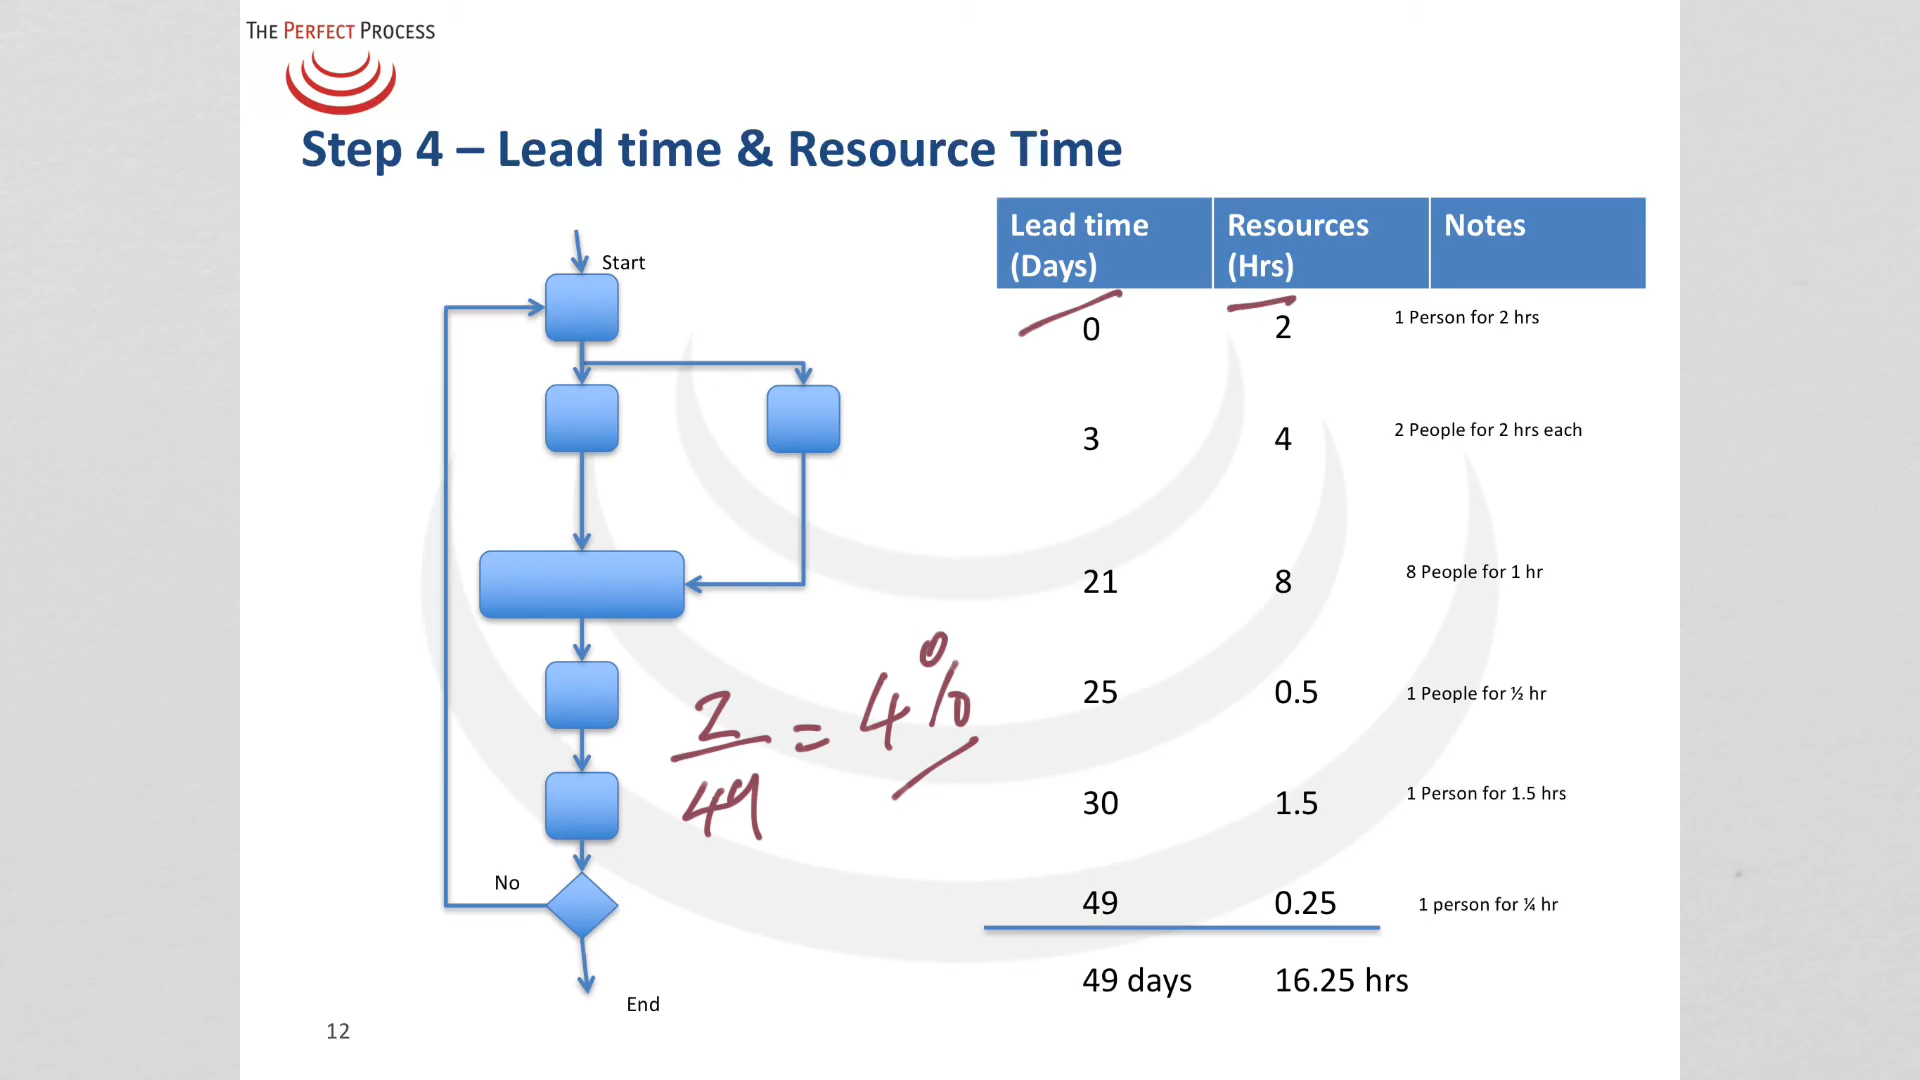 THE PERFECT PROCESS
Step 4 – Lead time & Resource Time
Lead time (Days) Resources (Hrs) Notes
Start
0 2 1 Person for 2 hrs
3 4 2 People for 2 hrs each
21 8 8 People for 1 hr
25 0.5 1 People for ½ hr
2/49 = 4%
30 1.5 1 Person for 1.5 hrs
No
49 0.25 1 person for ¼ hr
49 days 16.25 hrs
End
12